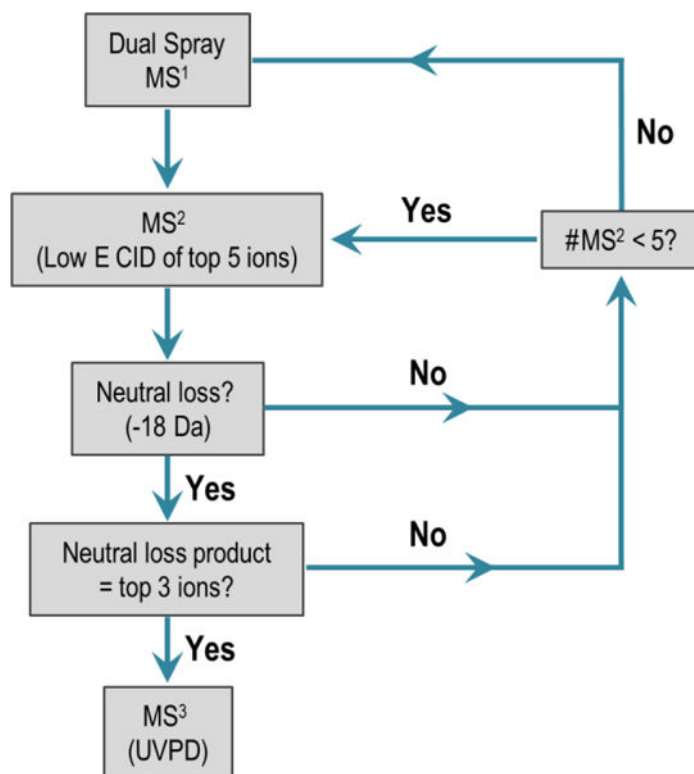 Dual Spray
MS¹
No
Yes
MS²
(Low E CID of top 5 ions)
#MS² < 5?
Neutral loss?
(-18 Da)
No
Yes
Neutral loss product
= top 3 ions?
No
Yes
MS³
(UVPD)